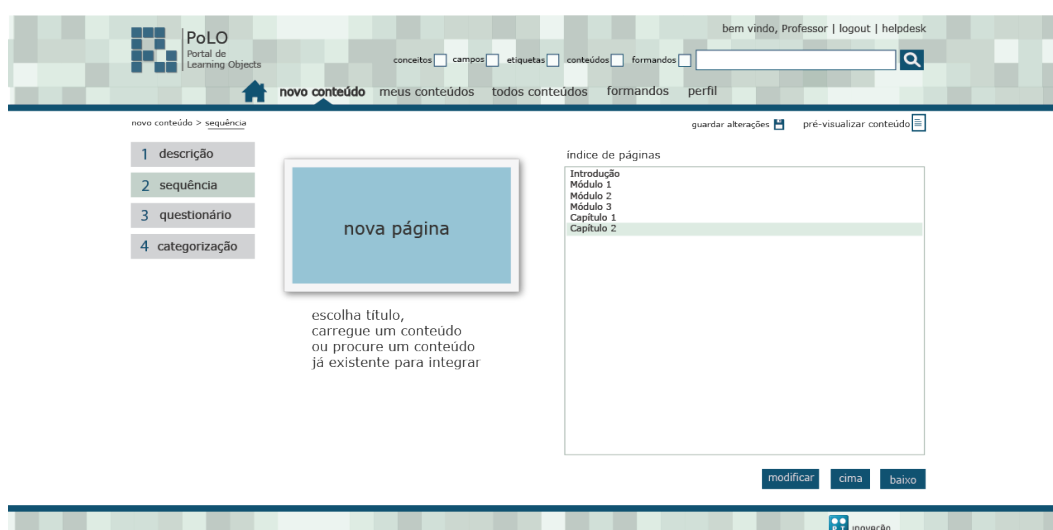 PoLO
Portal de
Learning Objects
bem vindo, Professor | logout | helpdesk
conceitos campos etiquetas conteúdos formandos
novo conteúdo meus conteúdos todos conteúdos formandos perfil
novo conteúdo > sequência
guardar alterações pré-visualizar conteúdo
1 descrição
2 sequência
3 questionário
4 categorização
nova página
escolha título,
carregue um conteúdo
ou procure um conteúdo
já existente para integrar
índice de páginas
Introdução
Módulo 1
Módulo 2
Módulo 3
Capítulo 1
Capítulo 2
modificar cima baixo
PT inovação